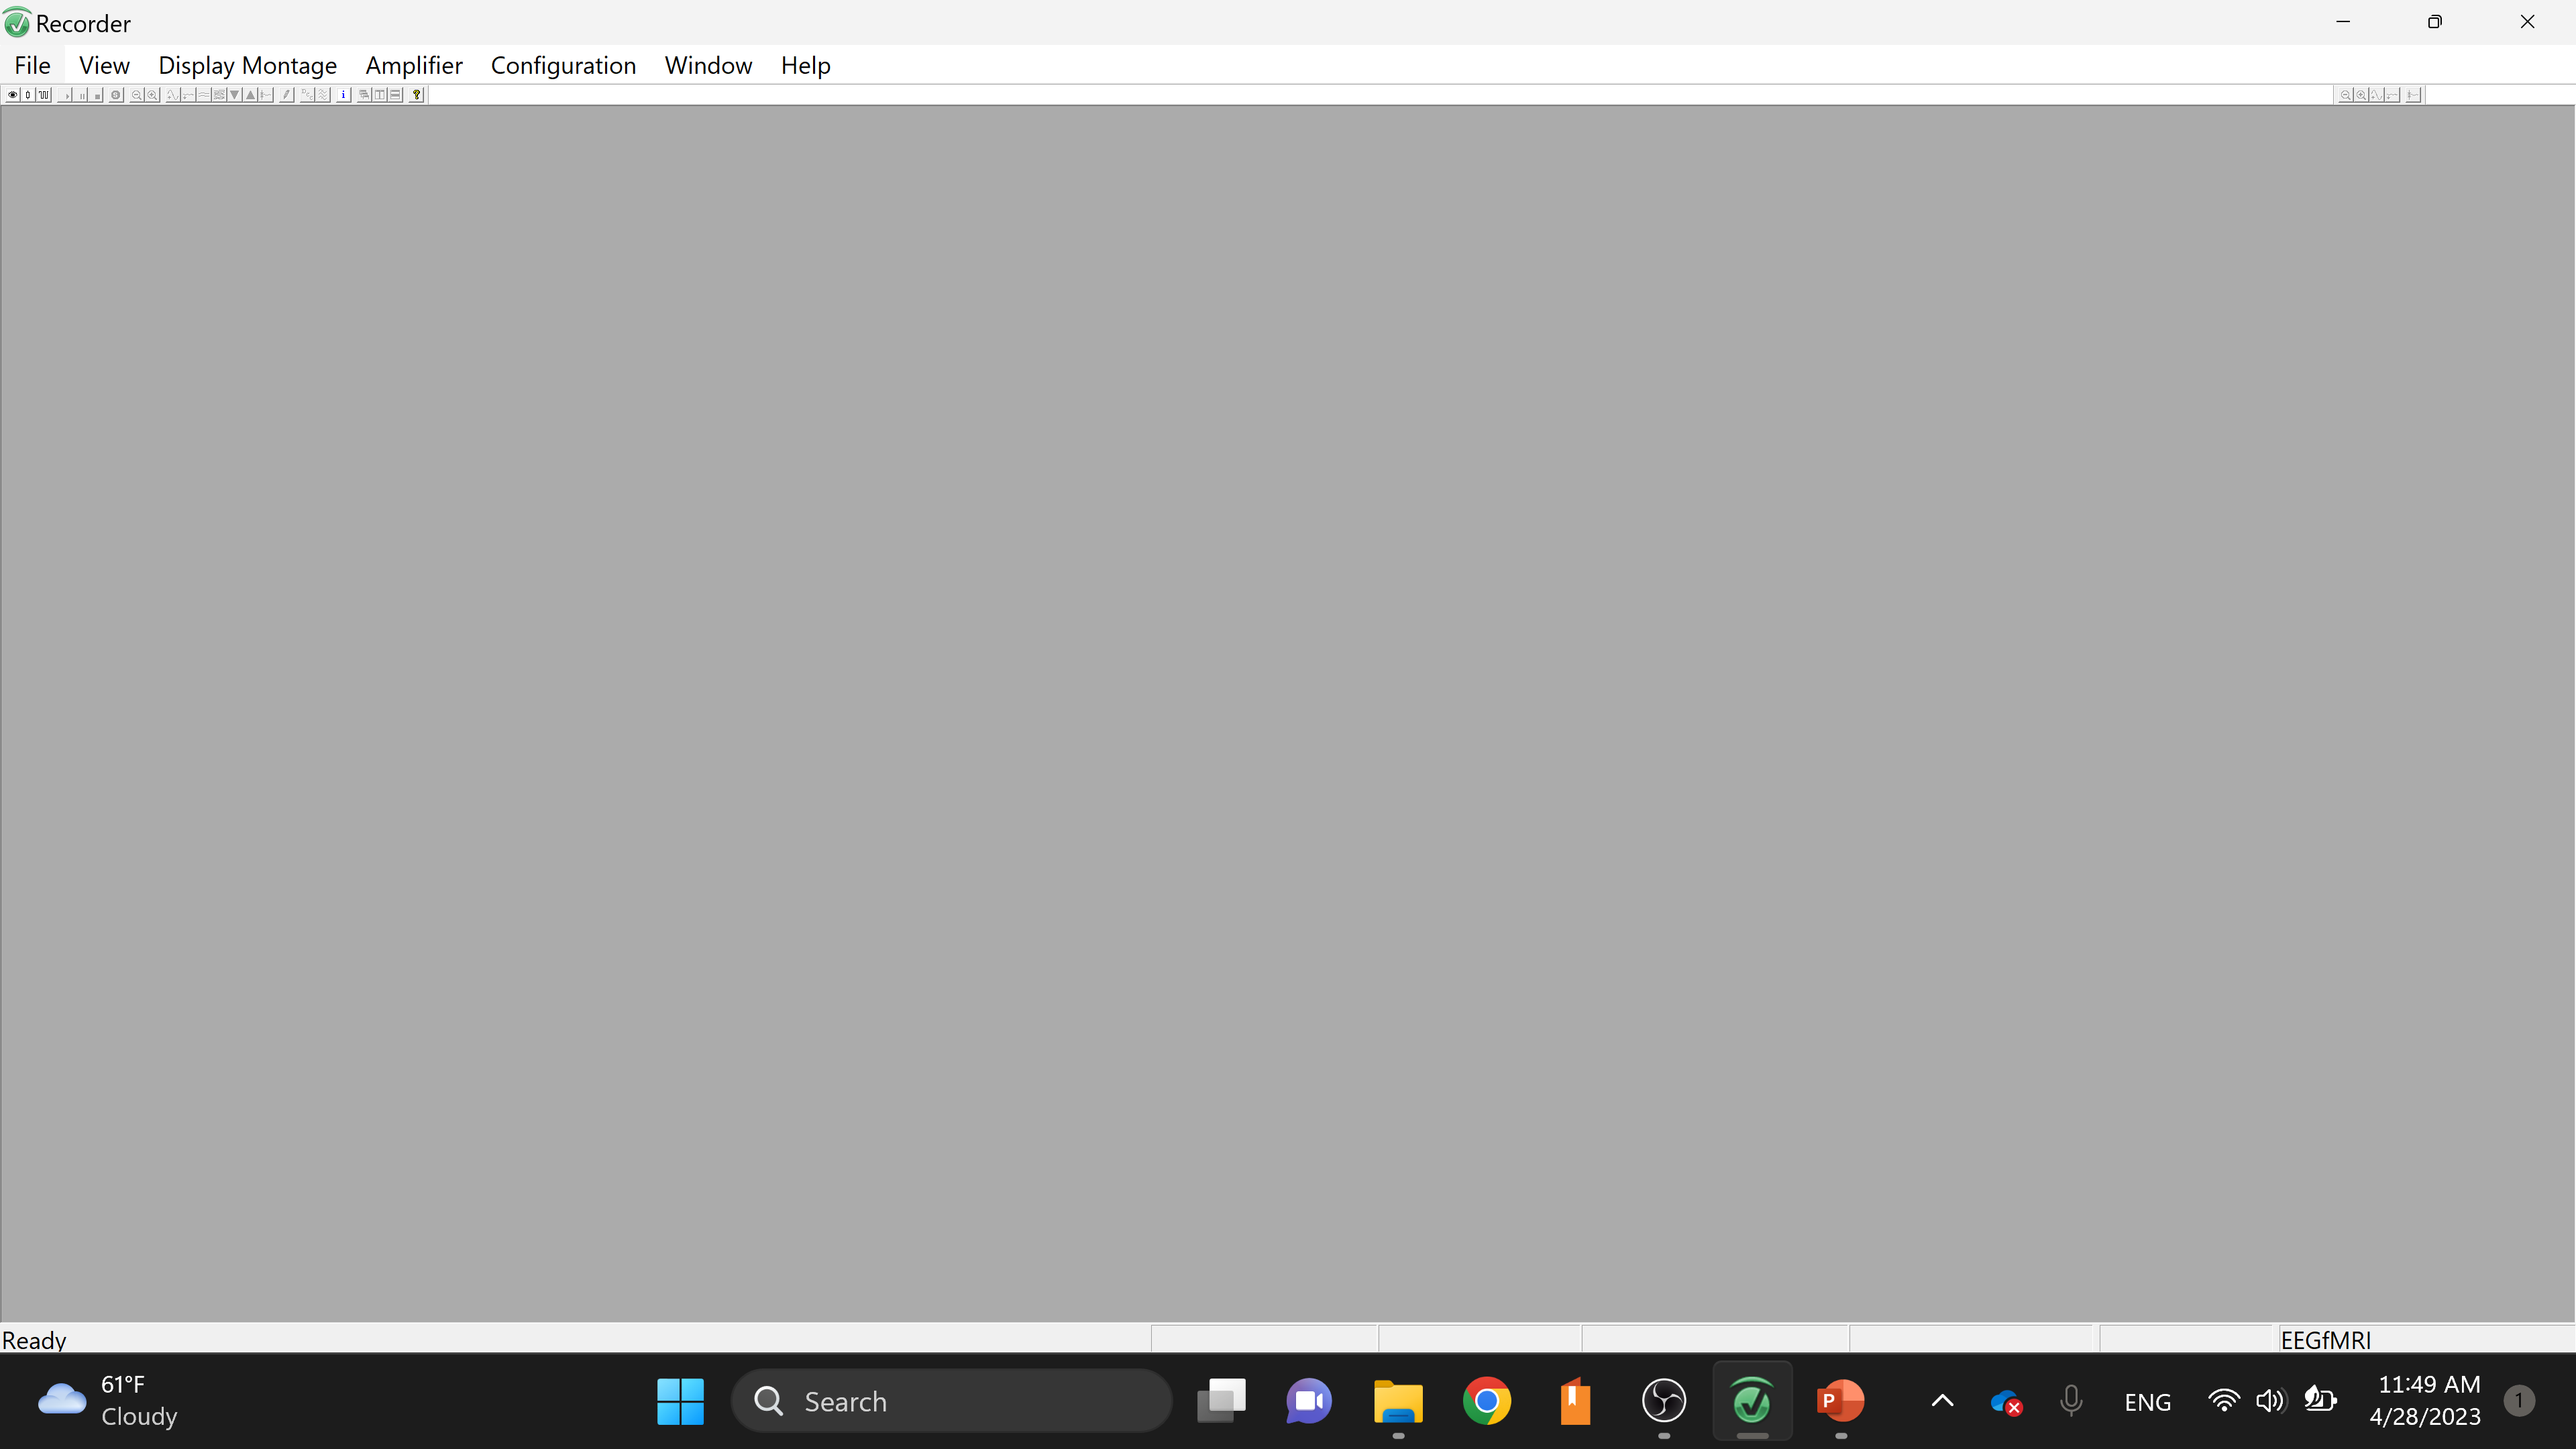 Recorder
File View Display Montage Amplifier Configuration Window Help
Ready
EEGfMRI
61°F
Cloudy
Search
ENG
11:49 AM
4/28/2023
1